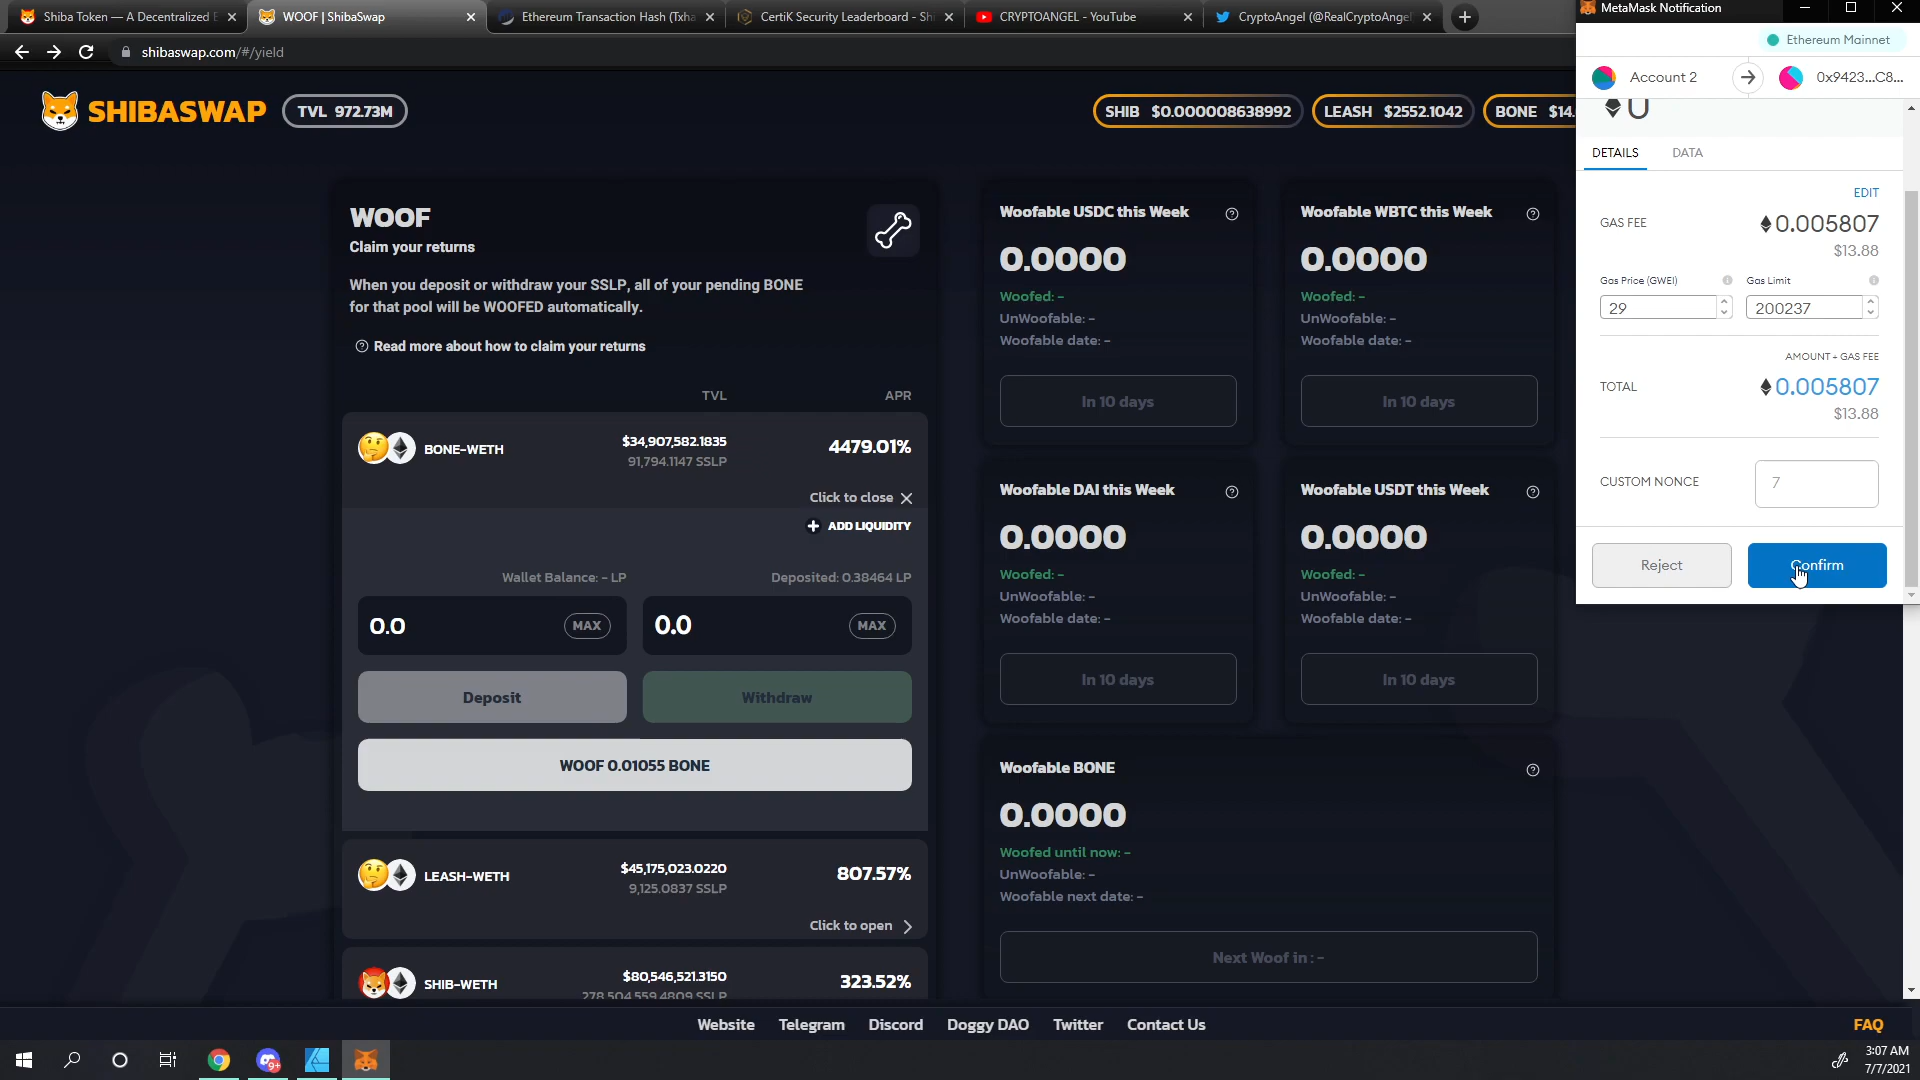 Shiba Token — A Decentralized E
WOOF | ShibaSwap
Ethereum Transaction Hash (Txha
CertiK Security Leaderboard - Shi
CRYPTOANGEL - YouTube
CryptoAngel (@RealCryptoAngel
shibaswap.com/#/yield
SHIBASWAP
TVL 972.73M
SHIB $0.000008638992
LEASH $2552.1042
BONE $14.
WOOF
Claim your returns
When you deposit or withdraw your SSLP, all of your pending BONE
for that pool will be WOOFED automatically.
Read more about how to claim your returns
TVL APR
BONE-WETH
$34,907,582.1835
91,794.1147 SSLP
4479.01%
Click to close
ADD LIQUIDITY
Wallet Balance: - LP
Deposited: 0.38464 LP
0.0 MAX
0.0 MAX
Deposit
Withdraw
WOOF 0.01055 BONE
LEASH-WETH
$45,175,023.0220
9,125.0837 SSLP
807.57%
Click to open
SHIB-WETH
$80,546,521.3150
278,504,559.4809 SSLP
323.52%
Woofable USDC this Week
0.0000
Woofed: -
UnWoofable: -
Woofable date: -
In 10 days
Woofable WBTC this Week
0.0000
Woofed: -
UnWoofable: -
Woofable date: -
In 10 days
Woofable DAI this Week
0.0000
Woofed: -
UnWoofable: -
Woofable date: -
In 10 days
Woofable USDT this Week
0.0000
Woofed: -
UnWoofable: -
Woofable date: -
In 10 days
Woofable BONE
0.0000
Woofed until now: -
UnWoofable: -
Woofable next date: -
Next Woof in : -
MetaMask Notification
Ethereum Mainnet
Account 2
0x9423...C8...
0
DETAILS DATA
EDIT
GAS FEE
0.005807
$13.88
Gas Price (GWEI)
Gas Limit
29
200237
AMOUNT + GAS FEE
TOTAL
0.005807
$13.88
CUSTOM NONCE
7
Reject
Confirm
Website Telegram Discord Doggy DAO Twitter Contact Us
FAQ
9+
3:07 AM
7/7/2021